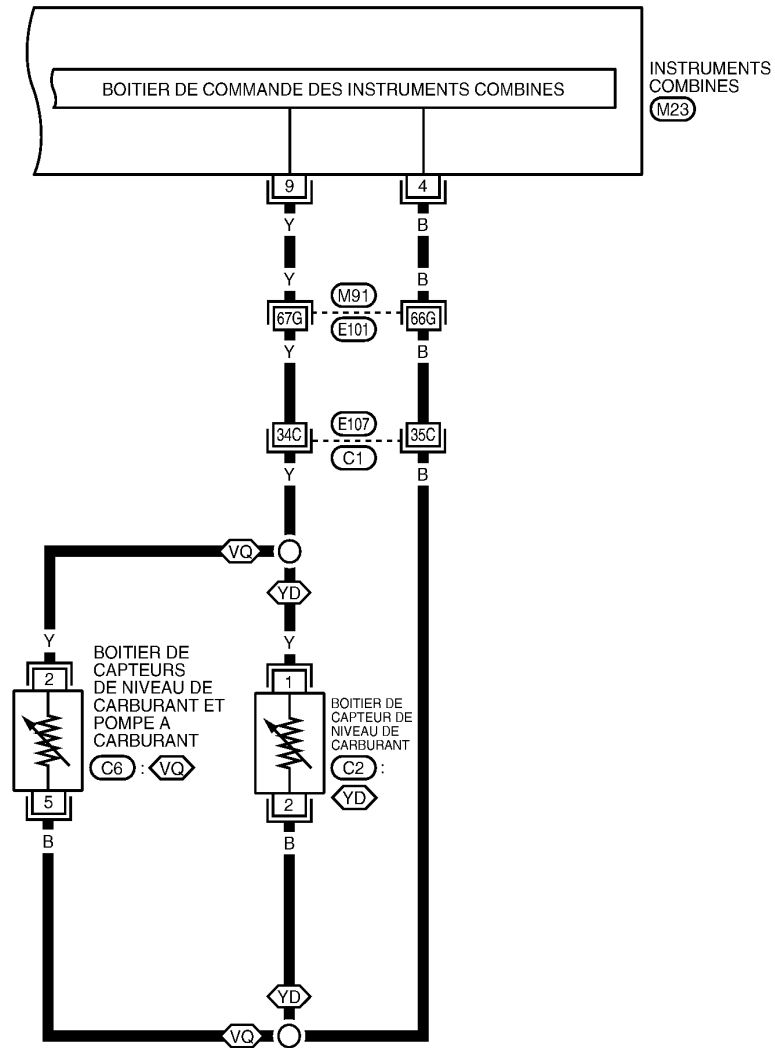 BOITIER DE COMMANDE DES INSTRUMENTS COMBINES
INSTRUMENTS
COMBINES
M23
9
4
Y
B
Y
B
M91
67G
66G
E101
Y
B
E107
34C
35C
C1
Y
B
VQ
YD
Y
Y
BOITIER DE
CAPTEURS
DE NIVEAU DE
CARBURANT ET
POMPE A
CARBURANT
C6 : VQ
2
1
BOITIER DE
CAPTEUR DE
NIVEAU DE
CARBURANT
C2 :
YD
5
2
B
B
YD
VQ